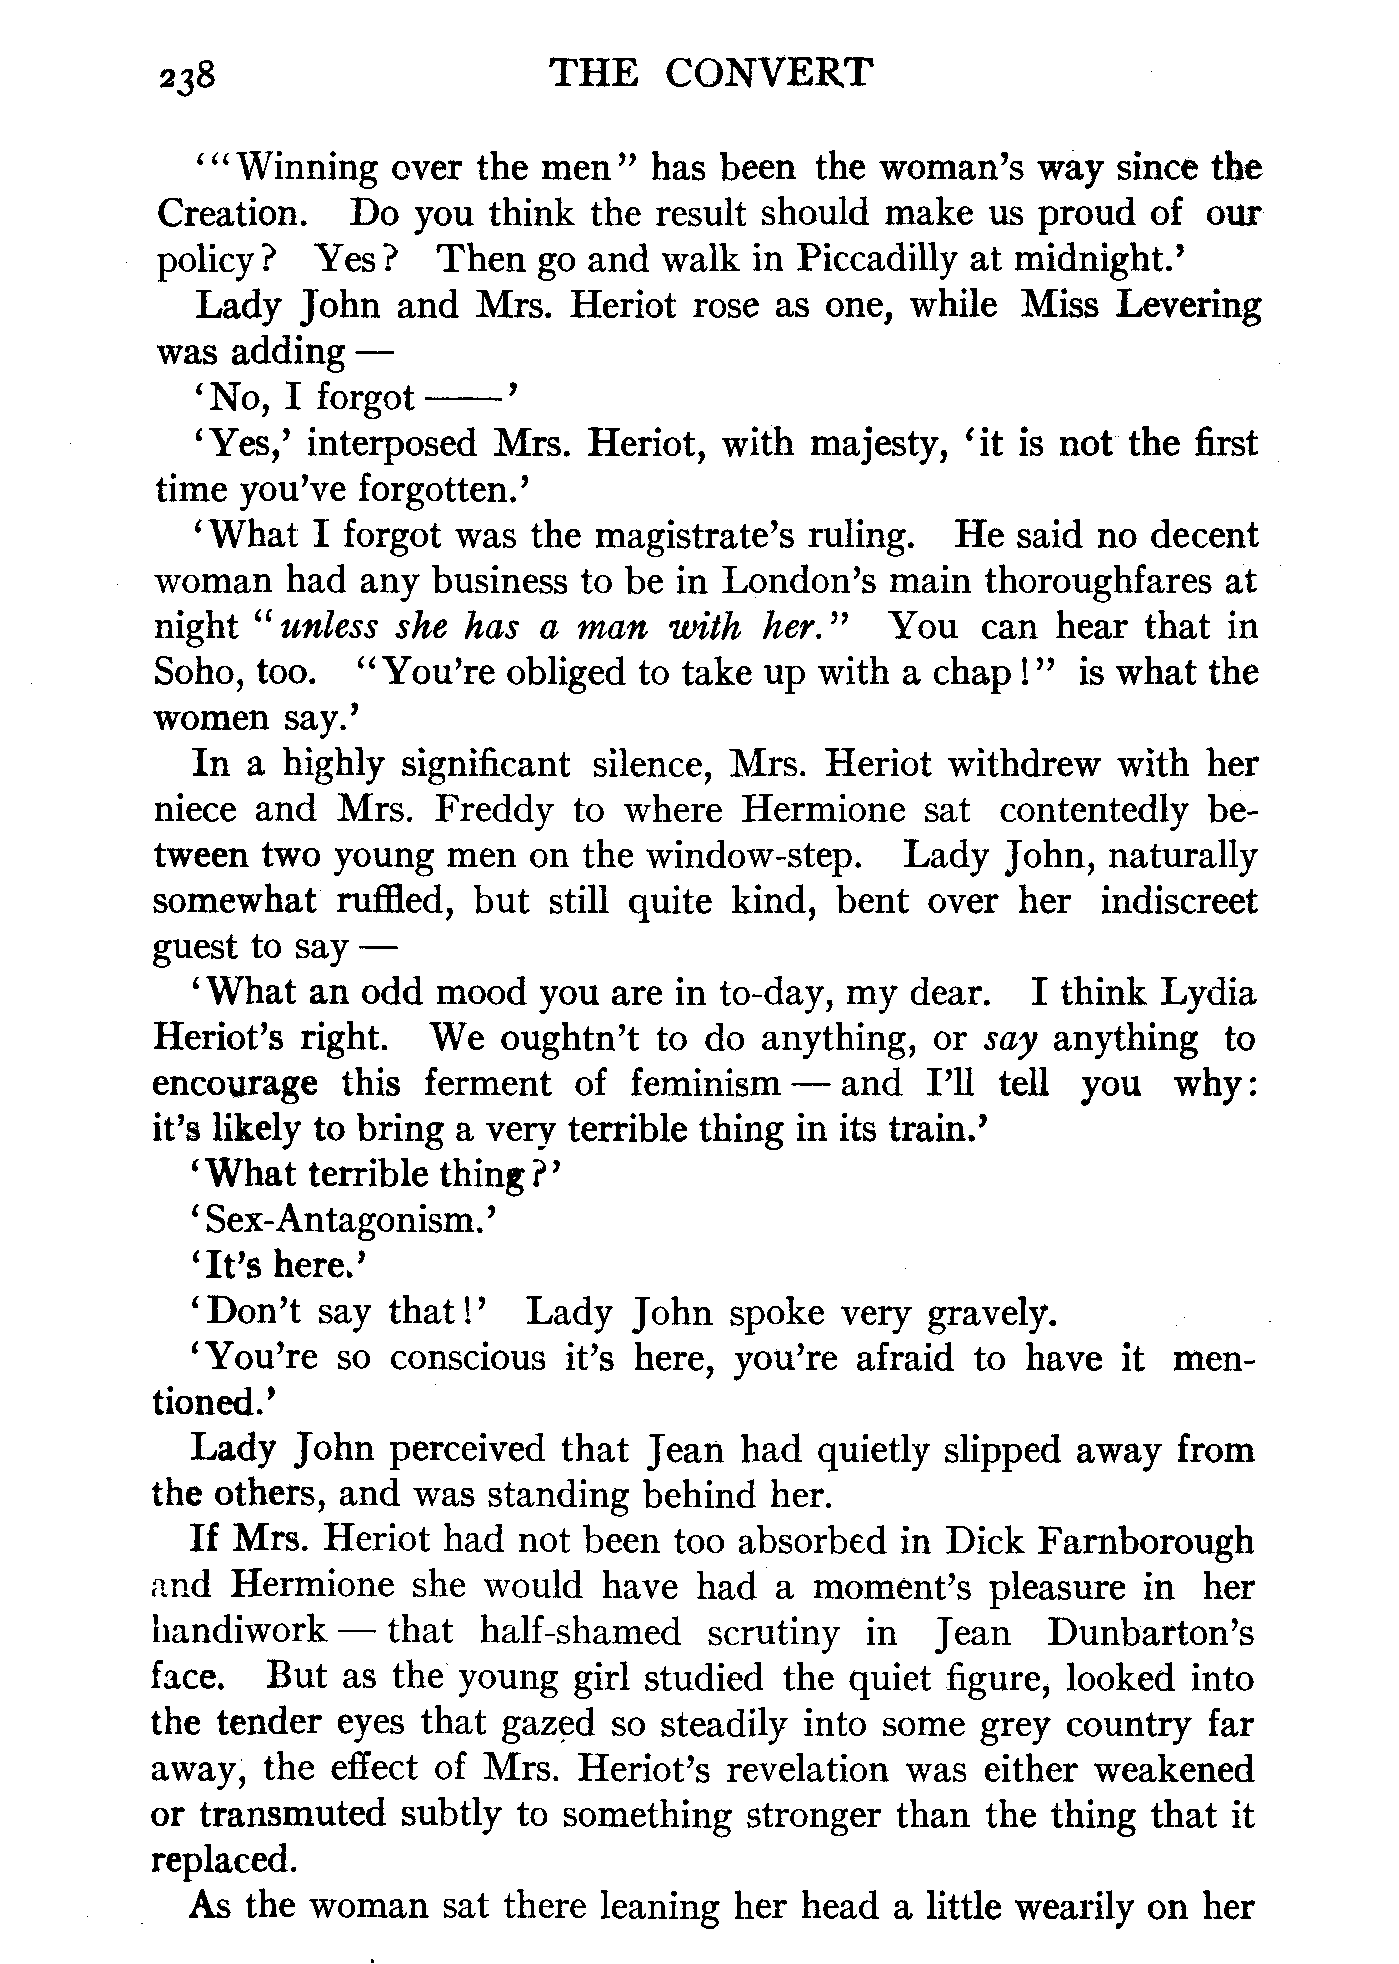 238 THE CONVERT
‘“Winning over the men” has been the woman’s way since the
Creation. Do you think the result should make us proud of our
policy? Yes? Then go and walk in Piccadilly at midnight.’
Lady John and Mrs. Heriot rose as one, while Miss Levering
was adding —
‘No, I forgot ——’
‘Yes,’ interposed Mrs. Heriot, with majesty, ‘it is not the first
time you’ve forgotten.’
‘What I forgot was the magistrate’s ruling. He said no decent
woman had any business to be in London’s main thoroughfares at
night “unless she has a man with her.” You can hear that in
Soho, too. “You’re obliged to take up with a chap!” is what the
women say.’
In a highly significant silence, Mrs. Heriot withdrew with her
niece and Mrs. Freddy to where Hermione sat contentedly be-
tween two young men on the window-step. Lady John, naturally
somewhat ruffled, but still quite kind, bent over her indiscreet
guest to say —
‘What an odd mood you are in to-day, my dear. I think Lydia
Heriot’s right. We oughtn’t to do anything, or say anything to
encourage this ferment of feminism — and I’ll tell you why:
it’s likely to bring a very terrible thing in its train.’
‘What terrible thing?’
‘Sex-Antagonism.’
‘It’s here.’
‘Don’t say that!’ Lady John spoke very gravely.
‘You’re so conscious it’s here, you’re afraid to have it men-
tioned.’
Lady John perceived that Jean had quietly slipped away from
the others, and was standing behind her.
If Mrs. Heriot had not been too absorbed in Dick Farnborough
and Hermione she would have had a moment’s pleasure in her
handiwork — that half-shamed scrutiny in Jean Dunbarton’s
face. But as the young girl studied the quiet figure, looked into
the tender eyes that gazed so steadily into some grey country far
away, the effect of Mrs. Heriot’s revelation was either weakened
or transmuted subtly to something stronger than the thing that it
replaced.
As the woman sat there leaning her head a little wearily on her